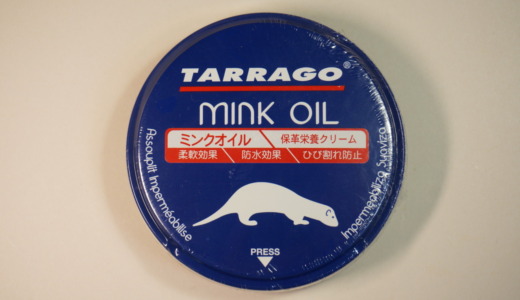 TARRAGO®
MINK OIL
ミンクオイル 保革栄養クリーム
柔軟効果 防水効果 ひび割れ防止
Assouplit Imperméabilise
Impermeabiliza Suaviza
PRESS